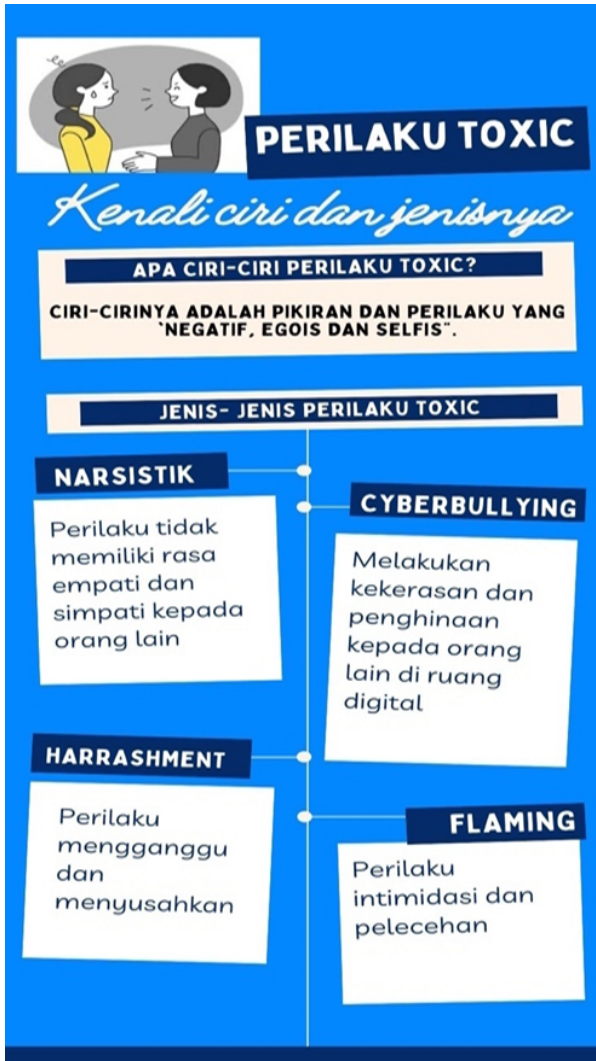 PERILAKU TOXIC
Kenali ciri dan jenisnya
APA CIRI-CIRI PERILAKU TOXIC?
CIRI-CIRINYA ADALAH PIKIRAN DAN PERILAKU YANG
`NEGATIF, EGOIS DAN SELFIS".
JENIS- JENIS PERILAKU TOXIC
NARSISTIK
Perilaku tidak
memiliki rasa
empati dan
simpati kepada
orang lain
CYBERBULLYING
Melakukan
kekerasan dan
penghinaan
kepada orang
lain di ruang
digital
HARRASHMENT
Perilaku
mengganggu
dan
menyusahkan
FLAMING
Perilaku
intimidasi dan
pelecehan